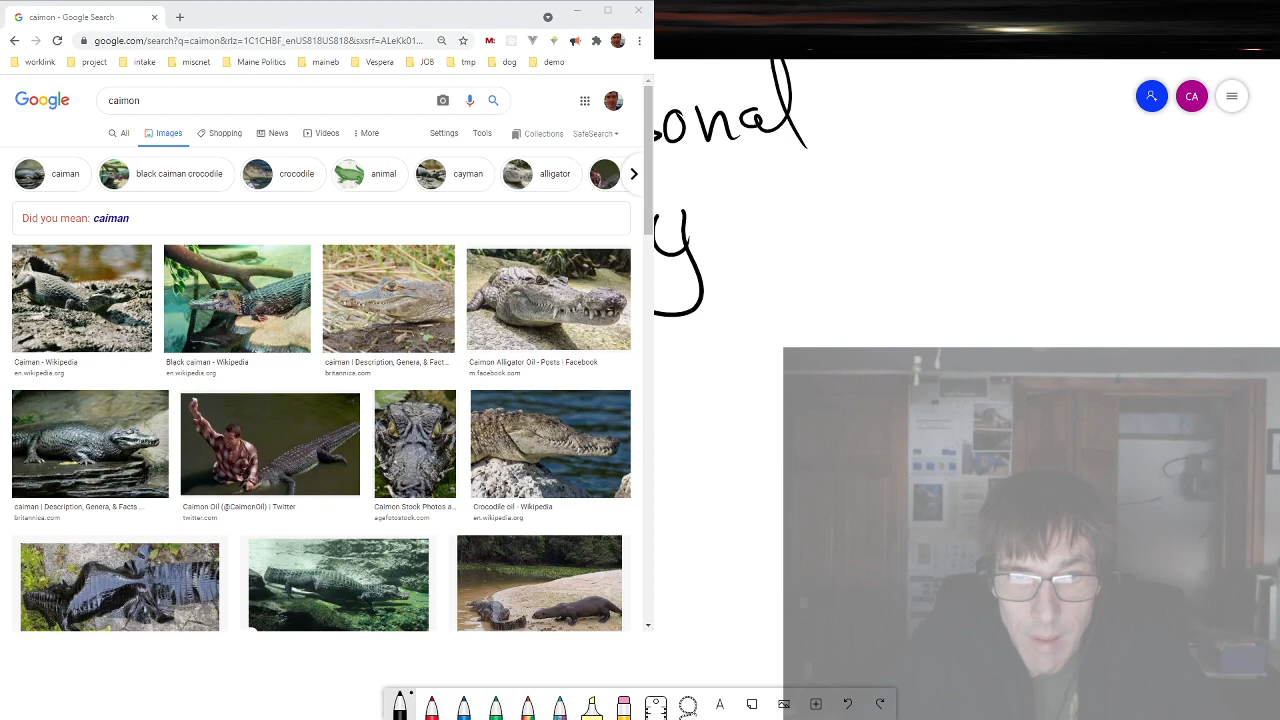 caimon - Google Search
google.com/search?q=caimon&rlz=1C1CHBF_enUS818US818&sxsrf=ALeKk01...
M:
worklink project intake miscnet Maine Politics maineb Vespera JOB tmp dog demo
Google
caimon
All Images Shopping News Videos More Settings Tools Collections SafeSearch
caiman black caiman crocodile crocodile animal cayman alligator
Did you mean: caiman
Caiman - Wikipedia Black caiman - Wikipedia caiman | Description, Genera, & Fact... Caimon Alligator Oil - Posts | Facebook
en.wikipedia.org en.wikipedia.org britannica.com m.facebook.com
caiman | Description, Genera, & Facts ... Caimon Oil (@CaimonOil) | Twitter Caimon Stock Photos a... Crocodile oil - Wikipedia
britannica.com twitter.com agefotostock.com en.wikipedia.org
onal
y
CA
A